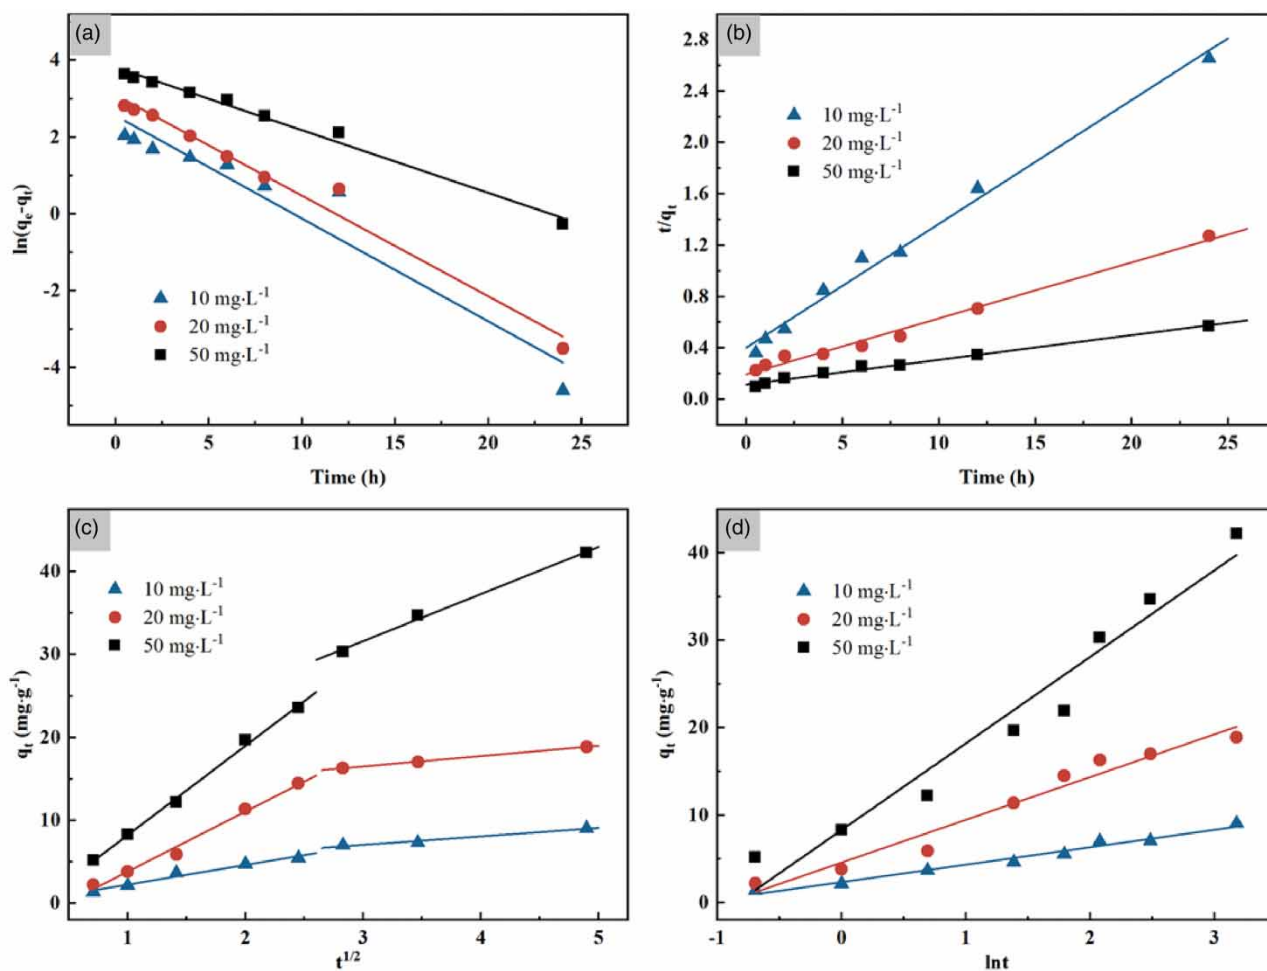 (a)
4
2
0
-2
-4
ln(qe-qt)
10 mg·L-1
20 mg·L-1
50 mg·L-1
0 5 10 15 20 25
Time (h)
(b)
2.8
2.4
2.0
1.6
1.2
0.8
0.4
0.0
t/qt
10 mg·L-1
20 mg·L-1
50 mg·L-1
0 5 10 15 20 25
Time (h)
(c)
40
30
20
10
0
qt (mg·g-1)
10 mg·L-1
20 mg·L-1
50 mg·L-1
1 2 3 4 5
t1/2
(d)
40
30
20
10
0
qt (mg·g-1)
10 mg·L-1
20 mg·L-1
50 mg·L-1
-1 0 1 2 3
lnt